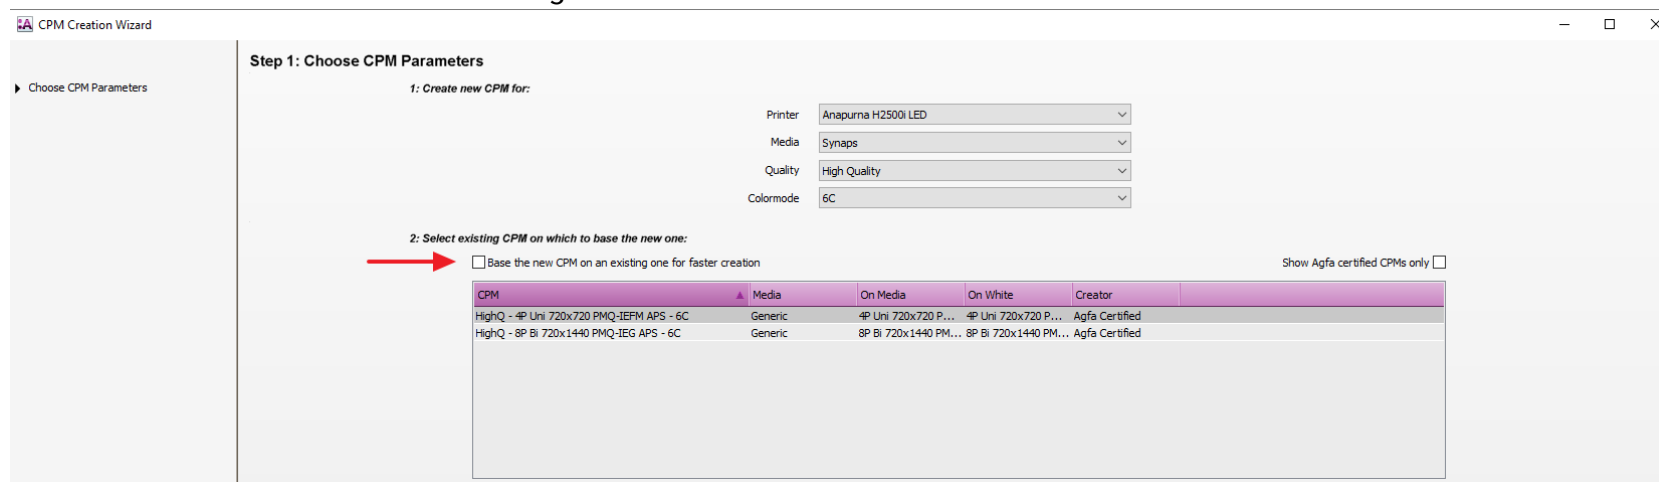 CPM Creation Wizard
Choose CPM Parameters
Step 1: Choose CPM Parameters
1: Create new CPM for:
Printer Anapurna H2500i LED
Media Synaps
Quality High Quality
Colormode 6C
2: Select existing CPM on which to base the new one:
Base the new CPM on an existing one for faster creation Show Agfa certified CPMs only
CPM Media On Media On White Creator
HighQ - 4P Uni 720x720 PMQ-IEFM APS - 6C Generic 4P Uni 720x720 P... 4P Uni 720x720 P... Agfa Certified
HighQ - 8P Bi 720x1440 PMQ-IEG APS - 6C Generic 8P Bi 720x1440 PM... 8P Bi 720x1440 PM... Agfa Certified